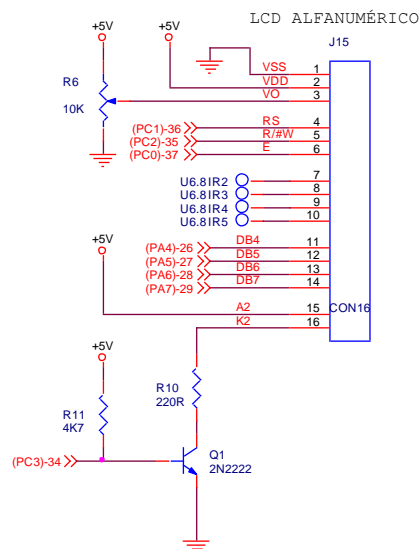 LCD ALFANUMÉRICO
+5V
+5V
J15
R6
10K
VSS 1
VDD 2
VO 3
(PC1)-36 RS 4
(PC2)-35 R/#W 5
(PC0)-37 E 6
U6.8IR2 7
U6.8IR3 8
U6.8IR4 9
U6.8IR5 10
(PA4)-26 DB4 11
(PA5)-27 DB5 12
(PA6)-28 DB6 13
(PA7)-29 DB7 14
+5V
A2 15
K2 16
CON16
+5V
R10
220R
R11
4K7
(PC3)-34
Q1
2N2222